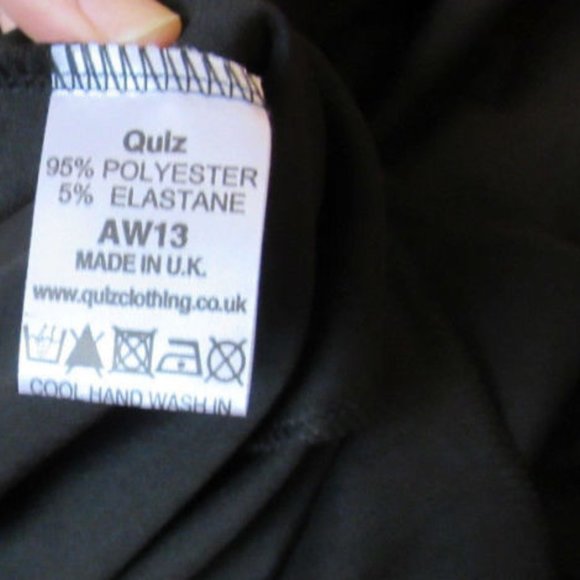 Quiz
95% POLYESTER
5% ELASTANE
AW13
MADE IN U.K.
www.quizclothing.co.uk
COOL HAND WASH IN